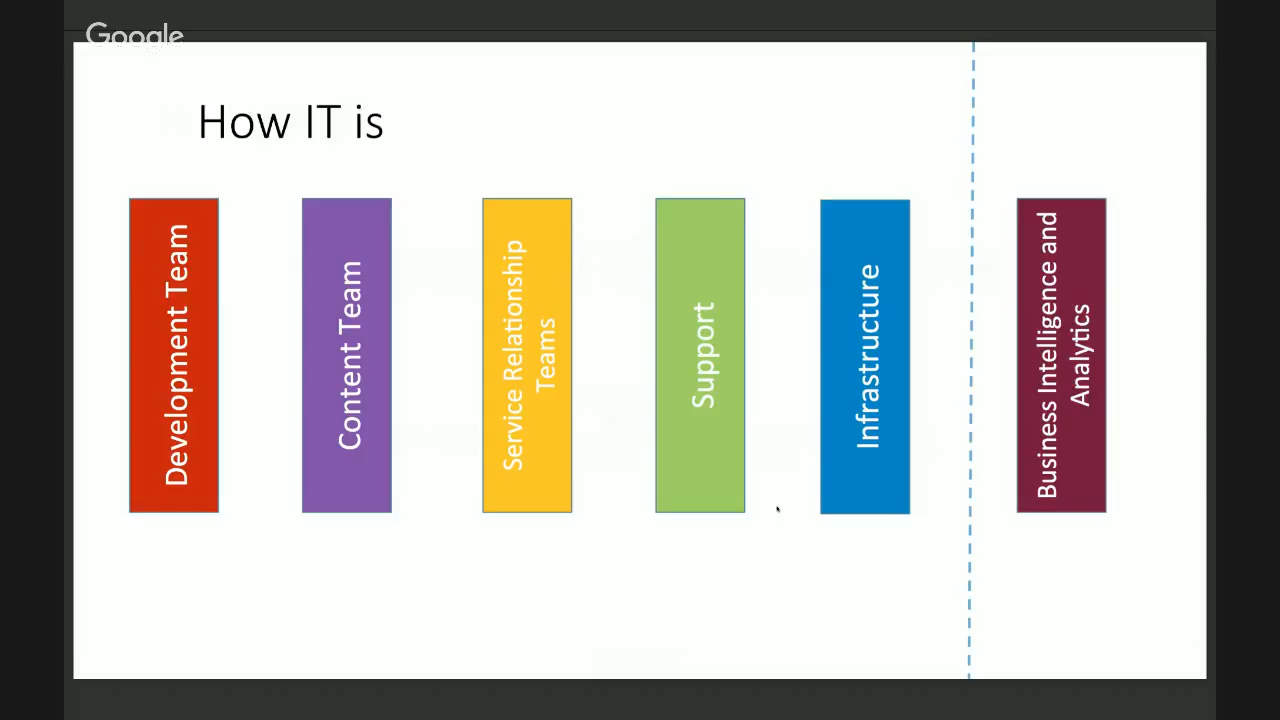 Google
How IT is
Development Team
Content Team
Service Relationship
Teams
Support
Infrastructure
Business Intelligence and
Analytics